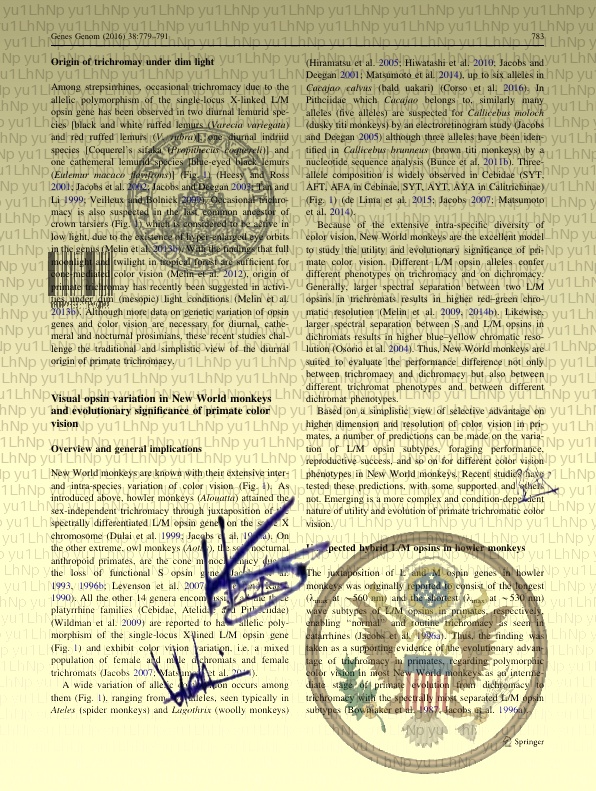 Genes Genom (2016) 38:779–791
783
Origin of trichromay under dim light
Among strepsirrhines, occasional trichromacy due to the
allelic polymorphism of the single-locus X-linked L/M
opsin gene has been observed in two diurnal lemurid spe-
cies [black and white ruffed lemurs (Varecia variegata)
and red ruffed lemurs (V. rubra)], one diurnal indriid
species [Coquerel's sifaka (Propithecus coquereli)] and
one cathemeral lemurid species [blue-eyed black lemurs
(Eulemur macaco flavifrons)] (Fig. 1) (Heesy and Ross
2001; Jacobs et al. 2002; Jacobs and Deegan 2003; Tan and
Li 1999; Veilleux and Bolnick 2009). Occasional trichro-
macy is also suspected in the last common ancestor of
crown tarsiers (Fig. 1), which is considered to be active in
low light, due to the existence of hyper-enlarged eye orbits
in the genus (Melin et al. 2013b). With the findings that full
moon and twilight in tropical forest are sufficient for
cone-mediated color vision (Melin et al. 2012), origin of
primate trichromay has recently been suggested in activi-
ties under dim (mesopic) light conditions (Melin et al.
2013b). Although more data on genetic variation of opsin
genes and color vision are necessary for diurnal, cathe-
meral and nocturnal prosimians, these recent studies chal-
lenge the traditional and simplistic view of the diurnal
origin of primate trichromacy.
Visual opsin variation in New World monkeys
and evolutionary significance of primate color
vision
Overview and general implications
New World monkeys are known with their extensive inter-
and intra-species variation of color vision (Fig. 1). As
introduced above, howler monkeys (Alouatta) attained the
sex-independent trichromacy through juxtaposition of
spectrally differentiated L/M opsin genes on the same X
chromosome (Dulai et al. 1999; Jacobs et al. 1996a). On
the other extreme, owl monkeys (Aotus), the sole nocturnal
anthropoid primates, are the cone monochromacy due to
the loss of functional S opsin gene (Jacobs et al.
1993, 1996b; Levenson et al. 2007;
1990). All the other 14 genera encompassing all the three
platyrrhine families (Cebidae, Atelidae and Pitheciidae)
(Wildman et al. 2009) are reported to have allelic poly-
morphism of the single-locus X-lined L/M opsin gene
(Fig. 1) and exhibit color vision variation, i.e. a mixed
population of female and male dichromats and female
trichromats (Jacobs 2007; Matsumoto et al. 2014).
A wide variation of allelic composition occurs among
them (Fig. 1), ranging from two alleles, seen typically in
Ateles (spider monkeys) and Lagothrix (woolly monkeys)
(Hiramatsu et al. 2005; Hiwatashi et al. 2010; Jacobs and
Deegan 2001; Matsumoto et al. 2014), up to six alleles in
Cacajao calvus (bald uakari) (Corso et al. 2016). In
Pithciidae which Cacajao belongs to, similarly many
alleles (five alleles) are suspected for Callicebus moloch
(dusky titi monkeys) by an electroretinogram study (Jacobs
and Deegan 2005) although three alleles have been iden-
tified in Callicebus brunneus (brown titi monkeys) by a
nucleotide sequence analysis (Bunce et al. 2011b). Three-
allele composition is widely observed in Cebidae (SYT,
AFT, AFA in Cebinae, SYT, AYT, AYA in Calitrichinae)
(Fig. 1) (de Lima et al. 2015; Jacobs 2007; Matsumoto
et al. 2014).
Because of the extensive intra-specific diversity of
color vision, New World monkeys are the excellent model
to study the utility and evolutionary significance of pri-
mate color vision. Different L/M opsin alleles confer
different phenotypes on trichromacy and on dichromacy.
Generally, larger spectral separation between two L/M
opsins in trichromats results in higher red–green chro-
matic resolution (Melin et al. 2009, 2014b). Likewise,
larger spectral separation between S and L/M opsins in
dichromats results in higher blue–yellow chromatic reso-
lution (Osorio et al. 2004). Thus, New World monkeys are
suited to evaluate the performance difference not only
between trichromacy and dichromacy but also between
different trichromat phenotypes and between different
dichromat phenotypes.
Based on a simplistic view of selective advantage on
higher dimension and resolution of color vision in pri-
mates, a number of predictions can be made on the varia-
tion of L/M opsin subtypes, foraging performance,
reproductive success, and so on for different color vision
phenotypes in New World monkeys. Recent studies have
tested these predictions, with some supported and others
not. Emerging is a more complex and condition-dependent
nature of utility and evolution of primate trichromatic color
vision.
Unexpected hybrid L/M opsins in howler monkeys
The juxtaposition of L and M opsin genes in howler
monkeys was originally reported to consist of the longest
(λmax at ~560 nm) and the shortest (λmax at ~530 nm)
wave subtypes of L/M opsin in primates, respectively,
enabling "normal" and routine trichromacy as seen in
catarrhines (Jacobs et al. 1996a). Thus, the finding was
taken as a supporting evidence of the evolutionary advan-
tage of trichromacy in primates, regarding polymorphic
color vision in most New World monkeys as an interme-
diate stage of primate evolution from dichromacy to
trichromacy with the spectrally most separated L/M opsin
subtypes (Bowmaker et al. 1987; Jacobs et al. 1996a).
Springer
yu1LhNp